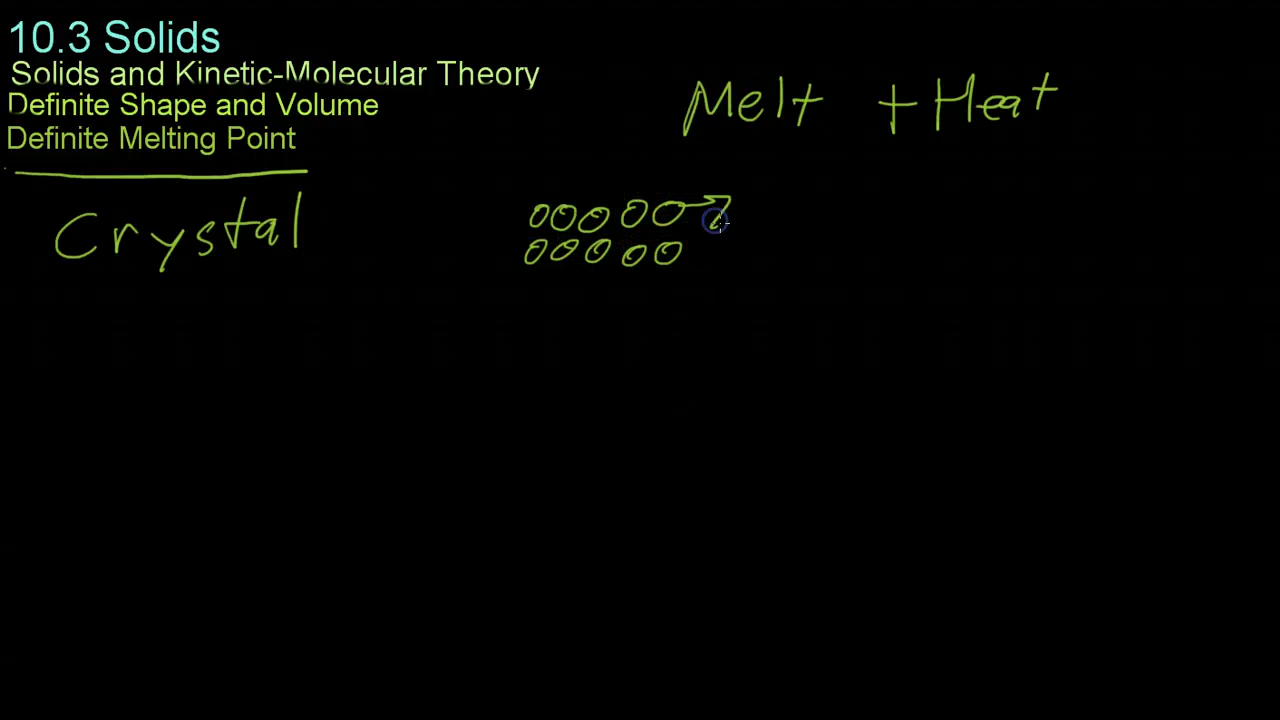 10.3 Solids
Solids and Kinetic-Molecular Theory
Definite Shape and Volume
Definite Melting Point
Melt + Heat
Crystal